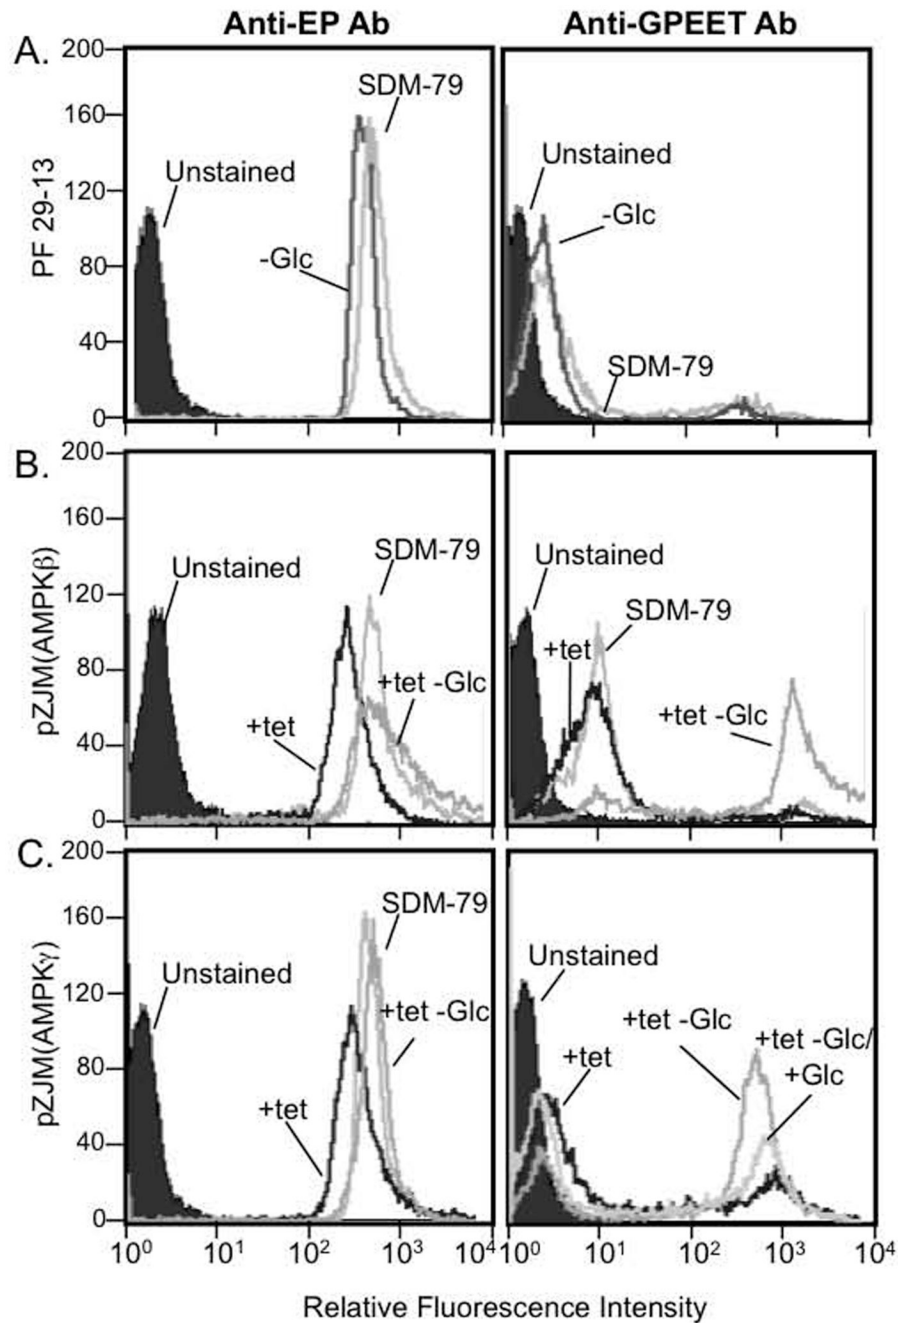 Anti-EP Ab
Anti-GPEET Ab
A.
PF 29-13
200
160
120
80
40
0
Unstained
SDM-79
-Glc
Unstained
-Glc
SDM-79
B.
pZJM(AMPKβ)
200
160
120
80
40
0
Unstained
SDM-79
+tet -Glc
+tet
Unstained
SDM-79
+tet
+tet -Glc
C.
pZJM(AMPKγ)
200
160
120
80
40
0
Unstained
SDM-79
+tet -Glc
+tet
Unstained
+tet -Glc
+tet -Glc/
+Glc
+tet
10⁰ 10¹ 10² 10³ 10⁴
10⁰ 10¹ 10² 10³ 10⁴
Relative Fluorescence Intensity